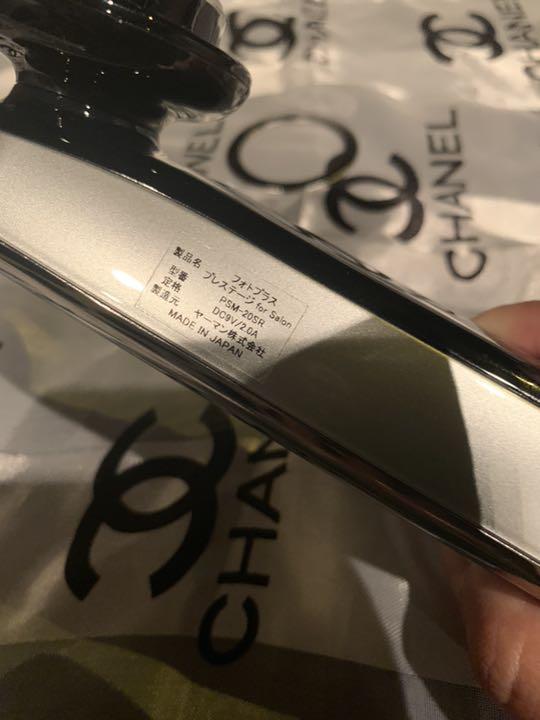 CHANEL
CHANEL
CHANEL
製品名 フォトプラス
プレステージ for Salon
型番 PSM-20SR
定格 DC9V/2.0A
製造元 ヤーマン株式会社
MADE IN JAPAN
CHAN